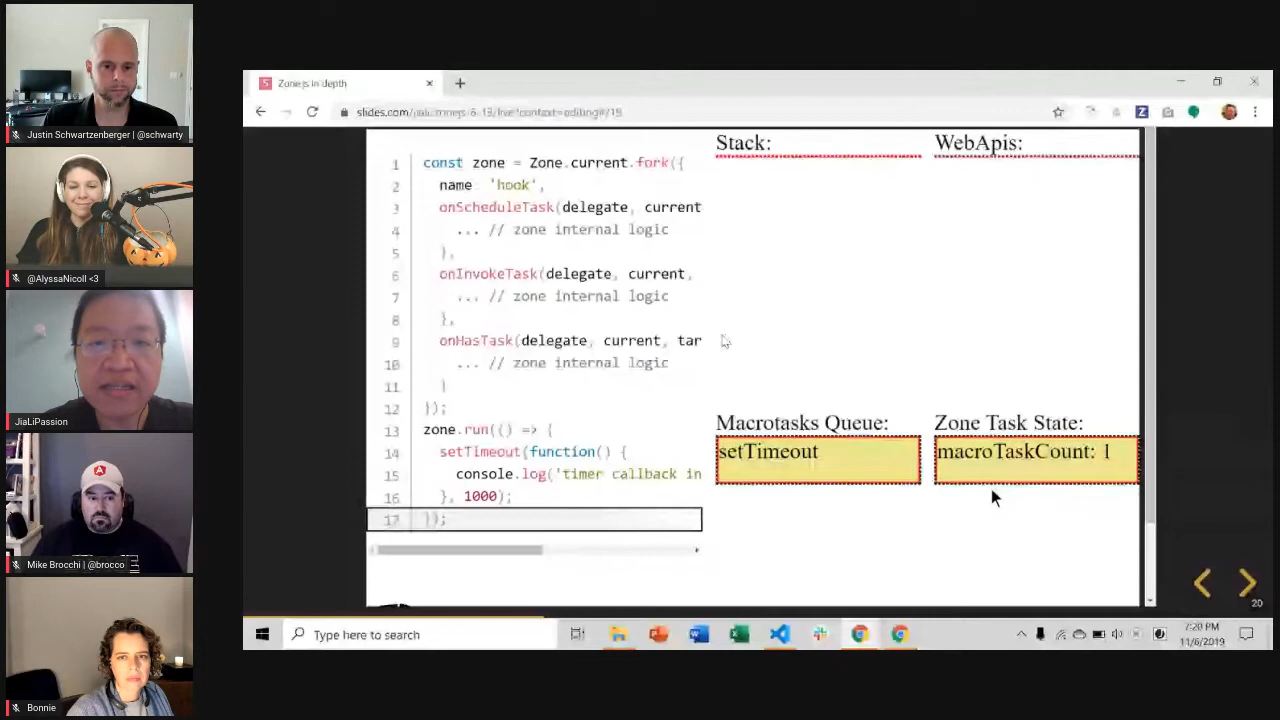 Justin Schwartzenberger | @schwarty
@AlyssaNicoll <3
JiaLiPassion
Mike Brocchi | @brocco
Bonnie
Zone.js in depth
1 const zone = Zone.current.fork({
2 name 'hook',
3 onScheduleTask(delegate, current
4 ... // zone internal logic
5 },
6 onInvokeTask(delegate, current,
7 ... // zone internal logic
8 },
9 onHasTask(delegate, current, tar
10 ... // zone internal logic
11 }
12 });
13 zone.run(() => {
14 setTimeout(function() {
15 console.log('timer callback in
16 }, 1000);
17 });
Stack:
WebApis:
Macrotasks Queue:
setTimeout
Zone Task State:
macroTaskCount: 1
20
Type here to search
7:20 PM
11/6/2019